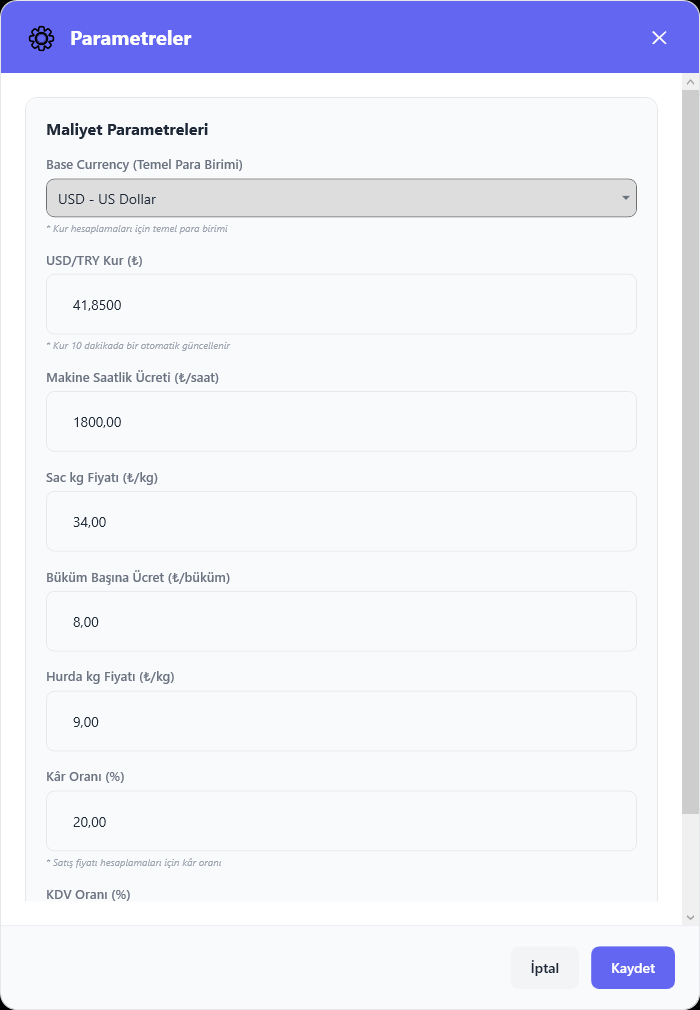 Parametreler
Maliyet Parametreleri
Base Currency (Temel Para Birimi)
USD - US Dollar
* Kur hesaplamaları için temel para birimi
USD/TRY Kur (₺)
41,8500
* Kur 10 dakikada bir otomatik güncellenir
Makine Saatlik Ücreti (₺/saat)
1800,00
Sac kg Fiyatı (₺/kg)
34,00
Büküm Başına Ücret (₺/büküm)
8,00
Hurda kg Fiyatı (₺/kg)
9,00
Kâr Oranı (%)
20,00
* Satış fiyatı hesaplamaları için kâr oranı
KDV Oranı (%)
İptal
Kaydet